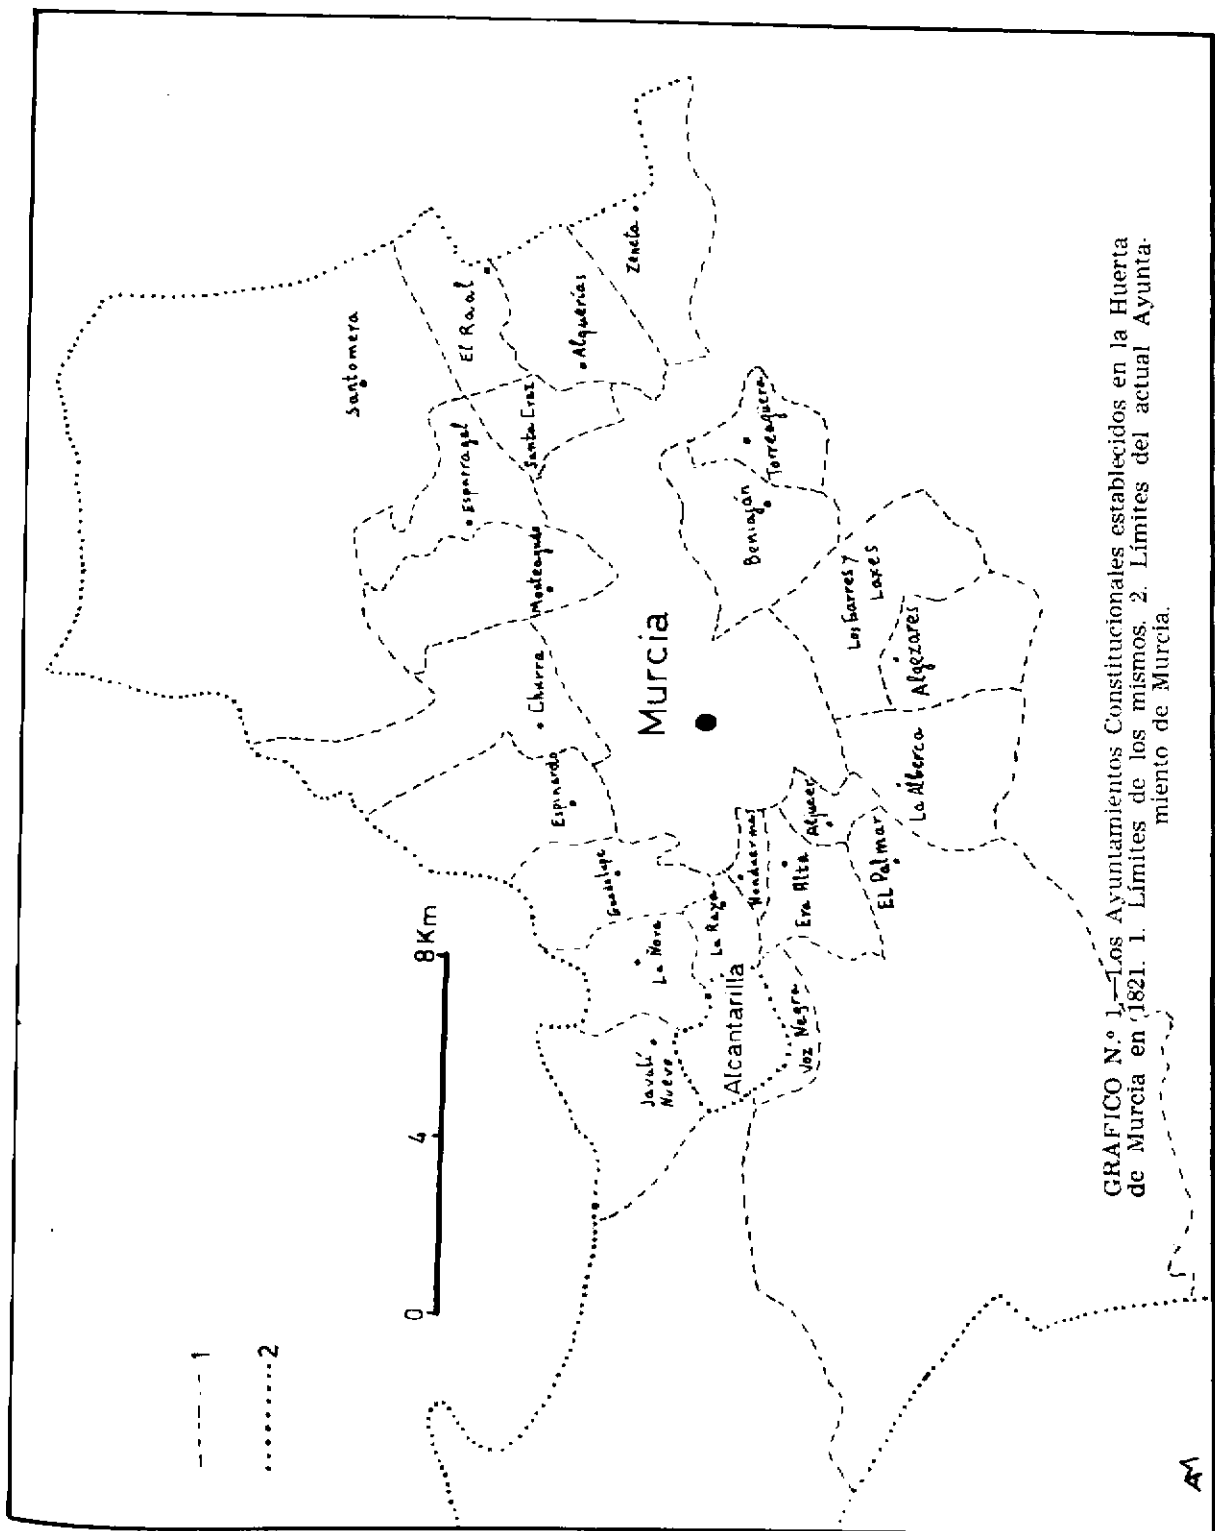 1
2
0 4 8 Km
Santomera
El Raal
Esparragal
Santa Cruz
Alquerías
Zeneta
Monteagudo
Churra
Espinardo
Guadalupe
La Ñora
Javalí
Nuevo
Murcia
Alcantarilla
La Raya
Nonduermas
Era Alta
Voz Negra
Aljucer
El Palmar
La Alberca
Algezares
Los Garres y
Lages
Beniaján
Torreagüera
GRAFICO N.º 1.—Los Ayuntamientos Constitucionales establecidos en la Huerta
de Murcia en (1821. 1. Límites de los mismos. 2. Límites del actual Ayunta-
miento de Murcia.